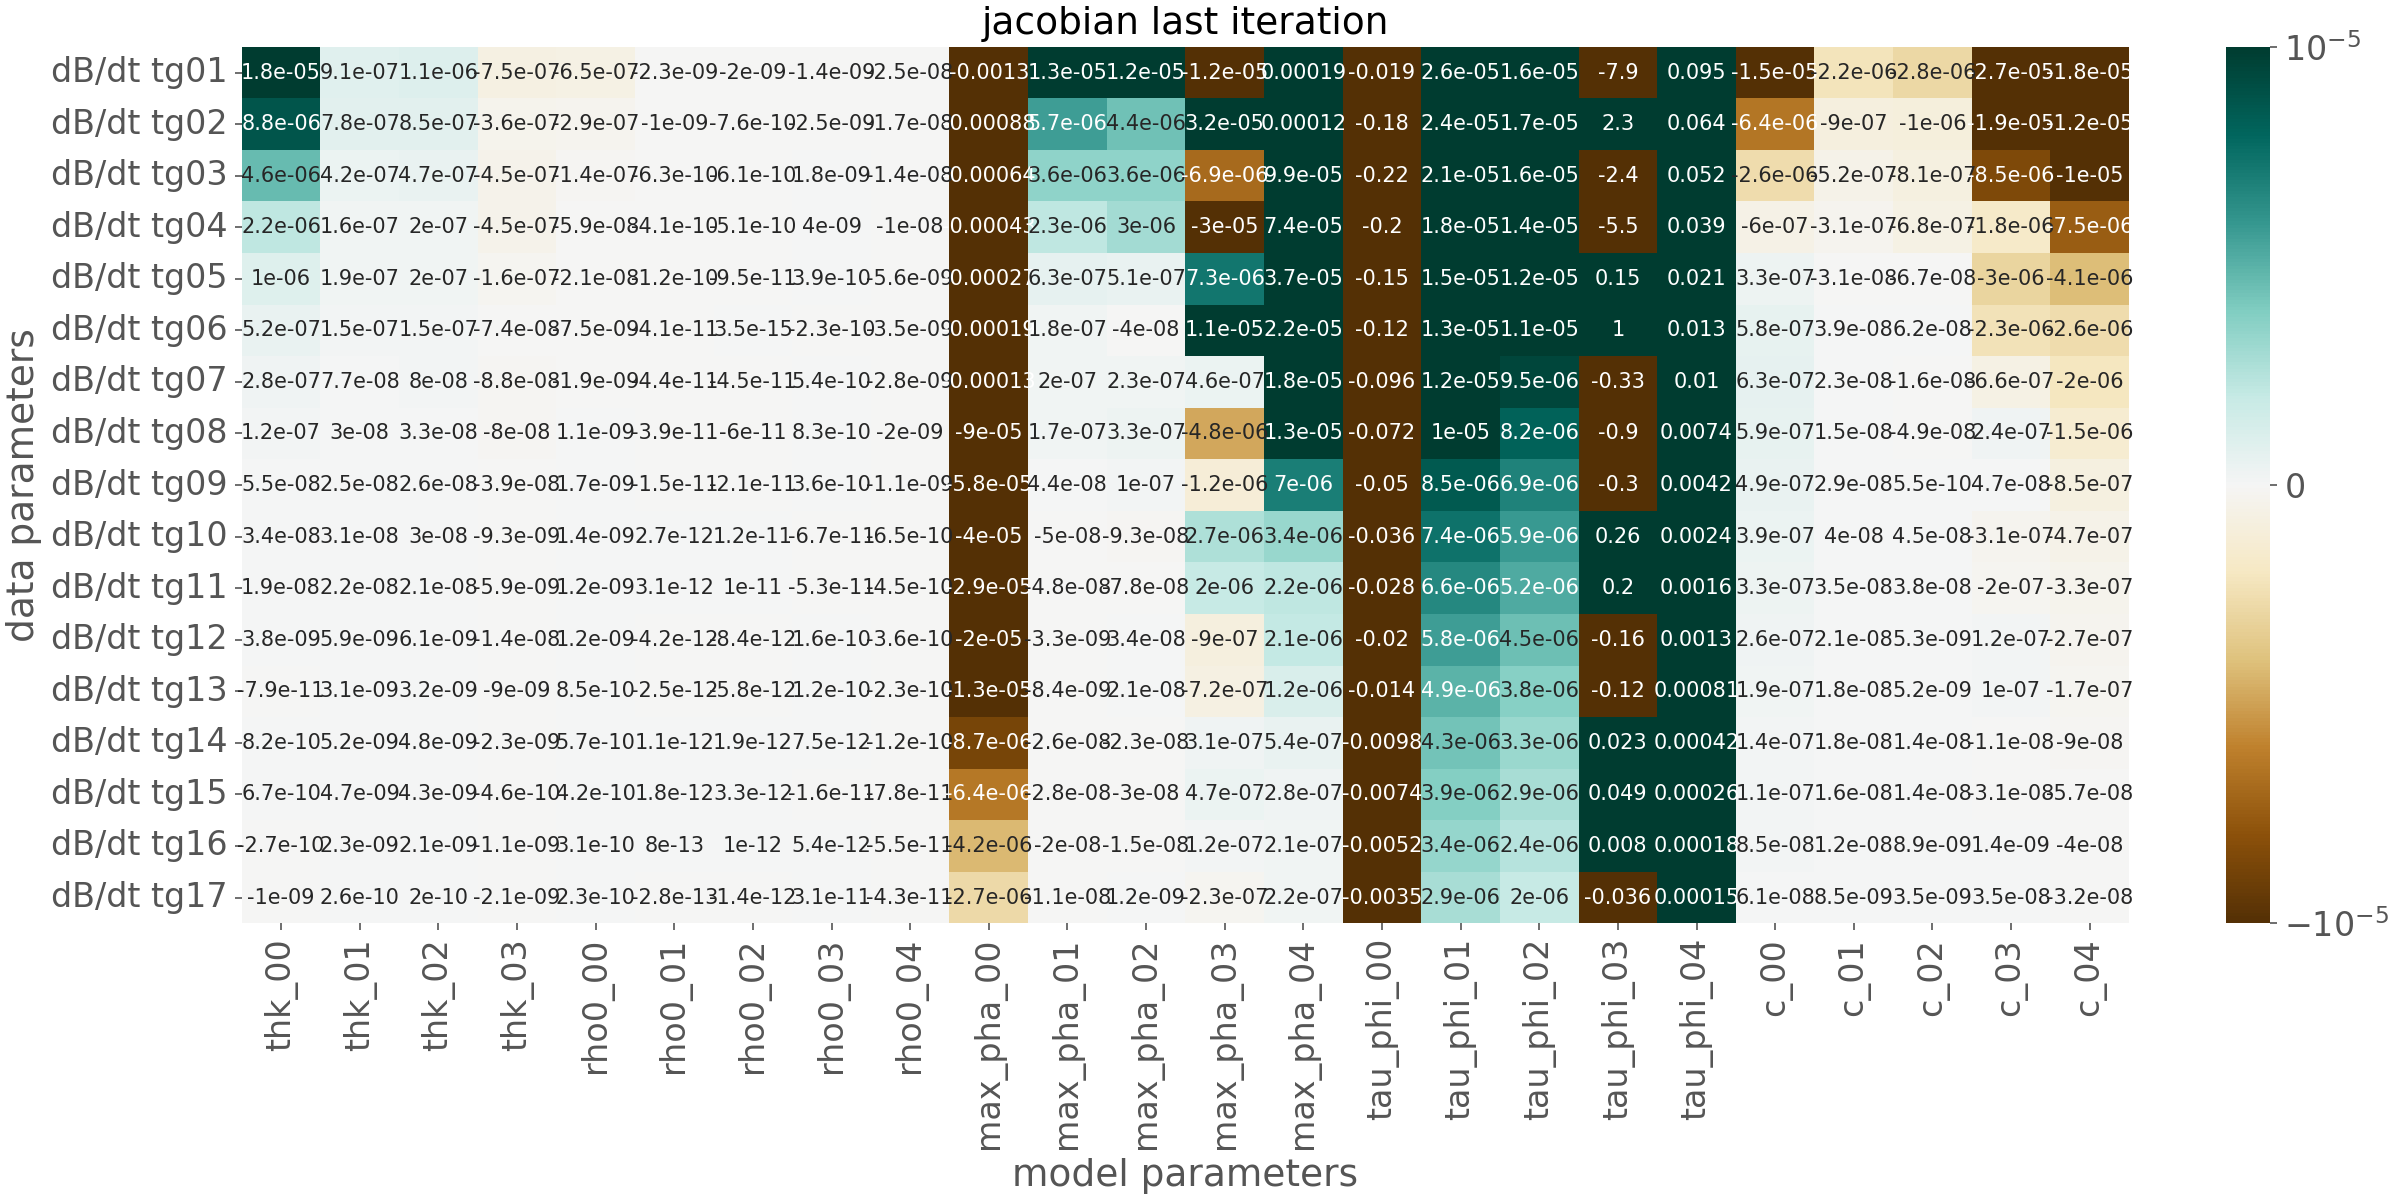 jacobian last iteration
dB/dt tg01 1.8e-05 9.1e-07 1.1e-06 -7.5e-07 -6.5e-07 -2.3e-09 -2e-09 -1.4e-09 -2.5e-08 -0.0013 1.3e-05 1.2e-05 -1.2e-05 0.00019 -0.019 2.6e-05 1.6e-05 -7.9 0.095 -1.5e-05 -2.2e-06 -2.8e-06 -2.7e-05 -1.8e-05 10⁻⁵
dB/dt tg02 8.8e-06 7.8e-07 8.5e-07 -3.6e-07 -2.9e-07 -1e-09 -7.6e-10 -2.5e-09 -1.7e-08 -0.00088 5.7e-06 4.4e-06 3.2e-05 0.00012 -0.18 2.4e-05 1.7e-05 2.3 0.064 -6.4e-06 -9e-07 -1e-06 -1.9e-05 -1.2e-05
dB/dt tg03 4.6e-06 4.2e-07 4.7e-07 -4.5e-07 -1.4e-07 -6.3e-10 -6.1e-10 1.8e-09 -1.4e-08 -0.00064 3.6e-06 3.6e-06 -6.9e-06 9.9e-05 -0.22 2.1e-05 1.6e-05 -2.4 0.052 -2.6e-06 -5.2e-07 -8.1e-07 -8.5e-06 -1e-05
dB/dt tg04 2.2e-06 1.6e-07 2e-07 -4.5e-07 -5.9e-08 -4.1e-10 -5.1e-10 4e-09 -1e-08 -0.00043 2.3e-06 3e-06 -3e-05 7.4e-05 -0.2 1.8e-05 1.4e-05 -5.5 0.039 -6e-07 -3.1e-07 -6.8e-07 -1.8e-06 -7.5e-06
dB/dt tg05 1e-06 1.9e-07 2e-07 -1.6e-07 -2.1e-08 -1.2e-10 -9.5e-11 3.9e-10 -5.6e-09 -0.00027 6.3e-07 5.1e-07 7.3e-06 3.7e-05 -0.15 1.5e-05 1.2e-05 0.15 0.021 3.3e-07 -3.1e-08 -6.7e-08 -3e-06 -4.1e-06
dB/dt tg06 5.2e-07 1.5e-07 1.5e-07 -7.4e-08 -7.5e-09 -4.1e-11 3.5e-15 -2.3e-10 -3.5e-09 -0.00019 1.8e-07 -4e-08 1.1e-05 2.2e-05 -0.12 1.3e-05 1.1e-05 1 0.013 5.8e-07 3.9e-08 6.2e-08 -2.3e-06 -2.6e-06
dB/dt tg07 2.8e-07 7.7e-08 8e-08 -8.8e-08 -1.9e-09 -4.4e-11 -4.5e-11 5.4e-10 -2.8e-09 -0.00013 2e-07 2.3e-07 4.6e-07 1.8e-05 -0.096 1.2e-05 9.5e-06 -0.33 0.01 6.3e-07 2.3e-08 -1.6e-08 -6.6e-07 -2e-06
dB/dt tg08 1.2e-07 3e-08 3.3e-08 -8e-08 1.1e-09 -3.9e-11 -6e-11 8.3e-10 -2e-09 -9e-05 1.7e-07 3.3e-07 -4.8e-06 1.3e-05 -0.072 1e-05 8.2e-06 -0.9 0.0074 5.9e-07 1.5e-08 -4.9e-08 2.4e-07 -1.5e-06
dB/dt tg09 5.5e-08 2.5e-08 2.6e-08 -3.9e-08 1.7e-09 -1.5e-11 -2.1e-11 3.6e-10 -1.1e-09 -5.8e-05 4.4e-08 1e-07 -1.2e-06 7e-06 -0.05 8.5e-06 6.9e-06 -0.3 0.0042 4.9e-07 2.9e-08 5.5e-10 4.7e-08 -8.5e-07 0
dB/dt tg10 3.4e-08 3.1e-08 3e-08 -9.3e-09 1.4e-09 2.7e-12 1.2e-11 -6.7e-11 -6.5e-10 -4e-05 -5e-08 -9.3e-08 2.7e-06 3.4e-06 -0.036 7.4e-06 5.9e-06 0.26 0.0024 3.9e-07 4e-08 4.5e-08 -3.1e-07 -4.7e-07
dB/dt tg11 1.9e-08 2.2e-08 2.1e-08 -5.9e-09 1.2e-09 3.1e-12 1e-11 -5.3e-11 -4.5e-10 -2.9e-05 -4.8e-08 -7.8e-08 2e-06 2.2e-06 -0.028 6.6e-06 5.2e-06 0.2 0.0016 3.3e-07 3.5e-08 3.8e-08 -2e-07 -3.3e-07
dB/dt tg12 3.8e-09 5.9e-09 6.1e-09 -1.4e-08 1.2e-09 -4.2e-12 -8.4e-12 1.6e-10 -3.6e-10 -2e-05 -3.3e-09 3.4e-08 -9e-07 2.1e-06 -0.02 5.8e-06 4.5e-06 -0.16 0.0013 2.6e-07 2.1e-08 5.3e-09 1.2e-07 -2.7e-07
dB/dt tg13 -7.9e-11 3.1e-09 3.2e-09 -9e-09 8.5e-10 -2.5e-12 -5.8e-12 1.2e-10 -2.3e-10 -1.3e-05 -8.4e-09 2.1e-08 -7.2e-07 1.2e-06 -0.014 4.9e-06 3.8e-06 -0.12 0.00081 1.9e-07 1.8e-08 5.2e-09 1e-07 -1.7e-07
dB/dt tg14 8.2e-10 5.2e-09 4.8e-09 -2.3e-09 5.7e-10 1.1e-12 1.9e-12 7.5e-12 -1.2e-10 -8.7e-06 -2.6e-08 -2.3e-08 3.1e-07 5.4e-07 -0.0098 4.3e-06 3.3e-06 0.023 0.00042 1.4e-07 1.8e-08 1.4e-08 -1.1e-08 -9e-08
dB/dt tg15 6.7e-10 4.7e-09 4.3e-09 -4.6e-10 4.2e-10 1.8e-12 3.3e-12 -1.6e-11 -7.8e-11 -6.4e-06 -2.8e-08 -3e-08 4.7e-07 2.8e-07 -0.0074 3.9e-06 2.9e-06 0.049 0.00026 1.1e-07 1.6e-08 1.4e-08 -3.1e-08 -5.7e-08
dB/dt tg16 -2.7e-10 2.3e-09 2.1e-09 -1.1e-09 3.1e-10 8e-13 1e-12 5.4e-12 -5.5e-11 -4.2e-06 -2e-08 -1.5e-08 1.2e-07 2.1e-07 -0.0052 3.4e-06 2.4e-06 0.008 0.00018 8.5e-08 1.2e-08 8.9e-09 1.4e-09 -4e-08
dB/dt tg17 -1e-09 2.6e-10 2e-10 -2.1e-09 2.3e-10 -2.8e-13 -1.4e-12 3.1e-11 -4.3e-11 -2.7e-06 -1.1e-08 1.2e-09 -2.3e-07 2.2e-07 -0.0035 2.9e-06 2e-06 -0.036 0.00015 6.1e-08 8.5e-09 3.5e-09 3.5e-08 -3.2e-08 −10⁻⁵
data parameters
thk_00 thk_01 thk_02 thk_03 rho0_00 rho0_01 rho0_02 rho0_03 rho0_04 max_pha_00 max_pha_01 max_pha_02 max_pha_03 max_pha_04 tau_phi_00 tau_phi_01 tau_phi_02 tau_phi_03 tau_phi_04 c_00 c_01 c_02 c_03 c_04
model parameters